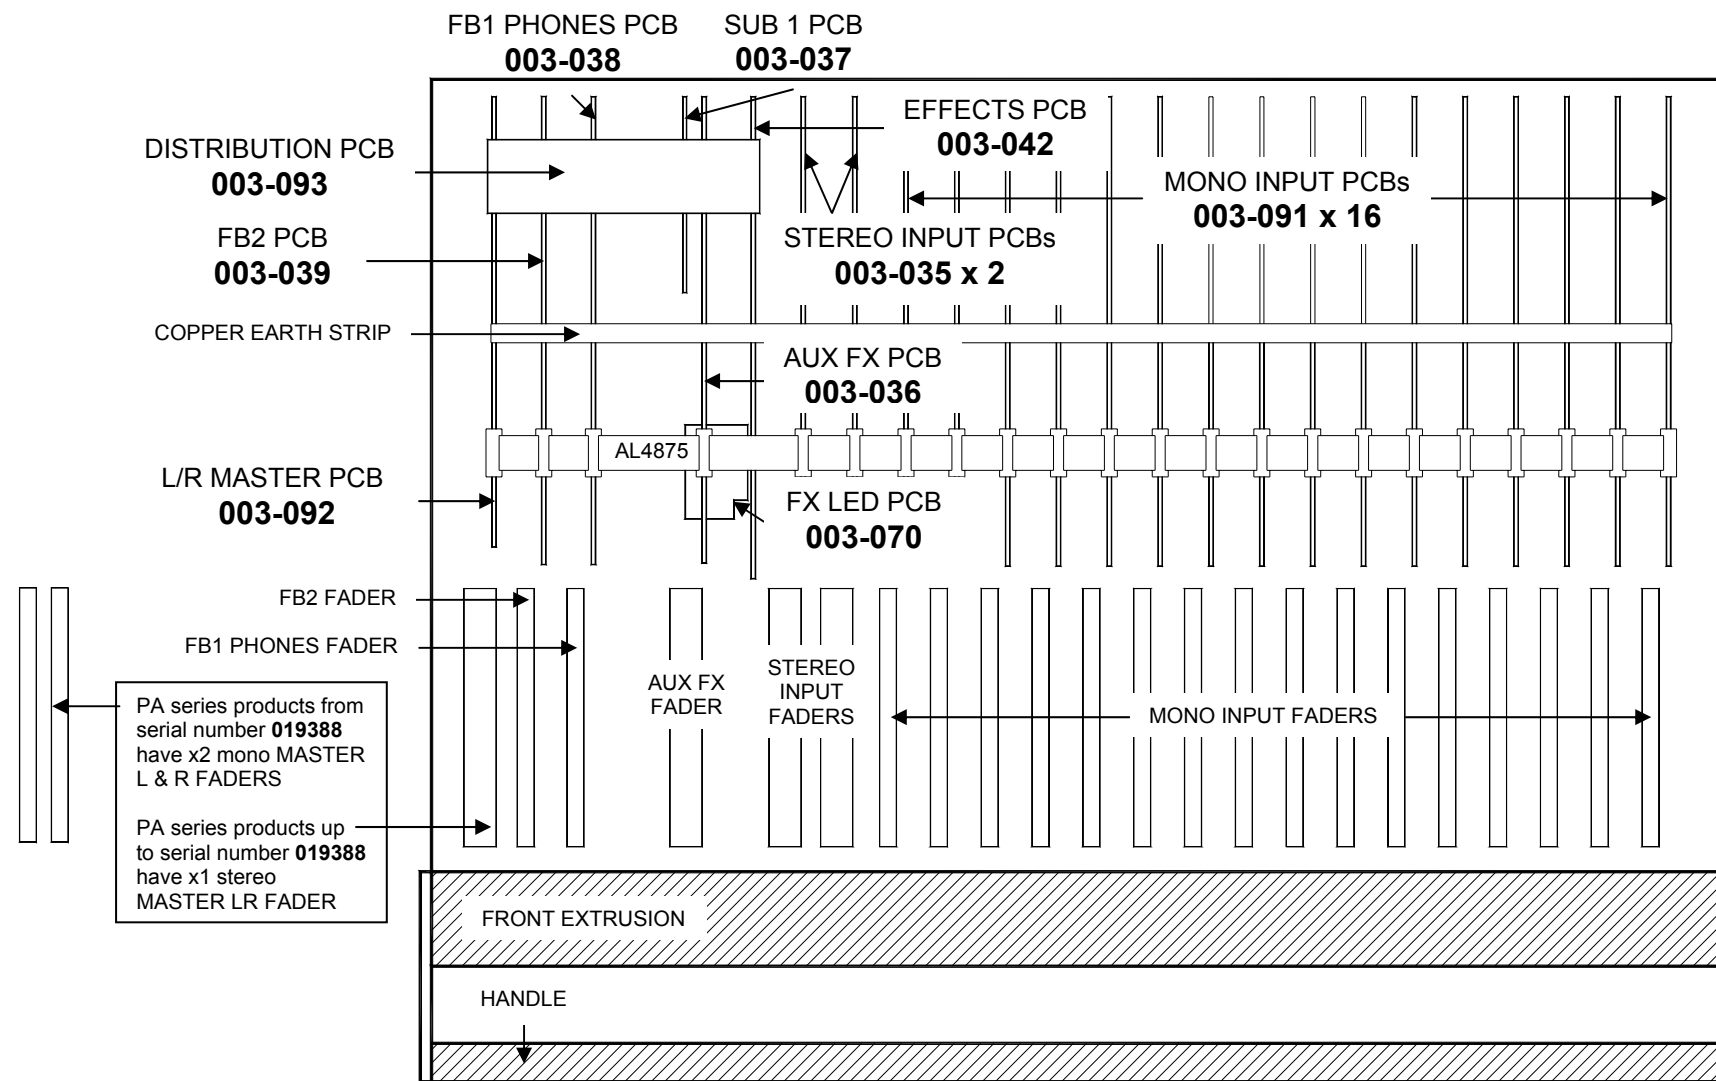 FB1 PHONES PCB
003-038
SUB 1 PCB
003-037
EFFECTS PCB
003-042
DISTRIBUTION PCB
003-093
MONO INPUT PCBs
003-091 x 16
FB2 PCB
003-039
STEREO INPUT PCBs
003-035 x 2
COPPER EARTH STRIP
AUX FX PCB
003-036
AL4875
L/R MASTER PCB
003-092
FX LED PCB
003-070
FB2 FADER
FB1 PHONES FADER
AUX FX
FADER
STEREO
INPUT
FADERS
MONO INPUT FADERS
PA series products from
serial number 019388
have x2 mono MASTER
L & R FADERS
PA series products up
to serial number 019388
have x1 stereo
MASTER LR FADER
FRONT EXTRUSION
HANDLE